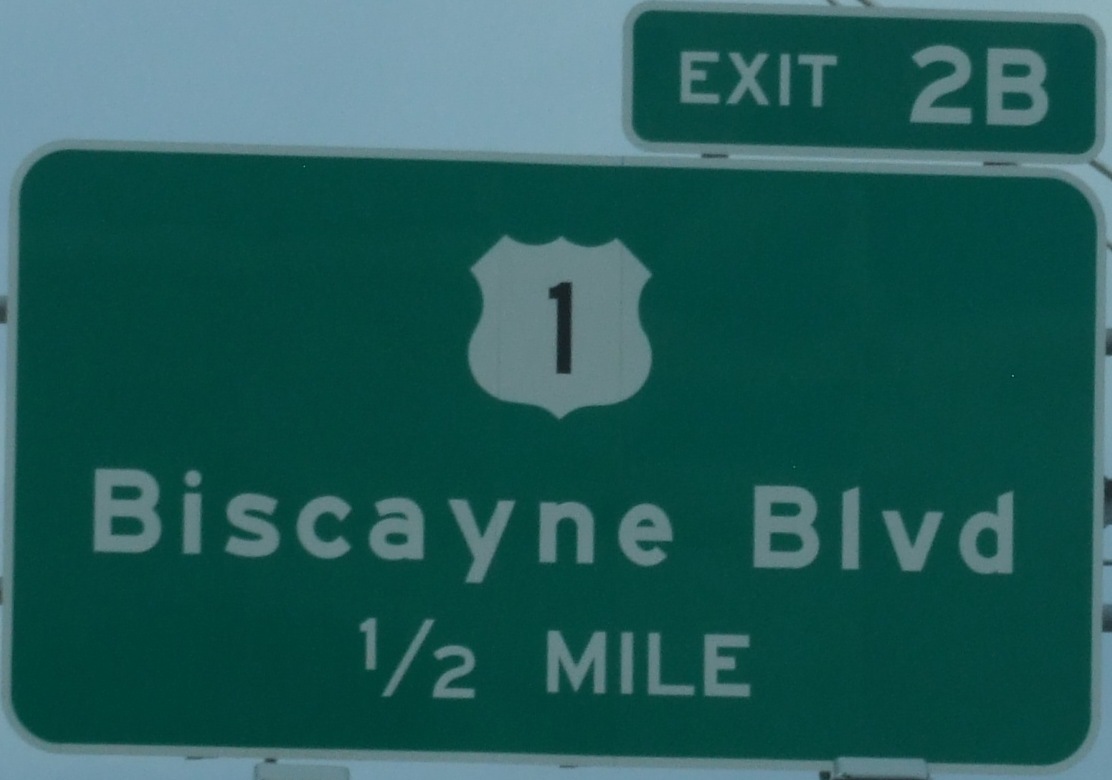 EXIT 2B
1
Biscayne Blvd
1/2 MILE